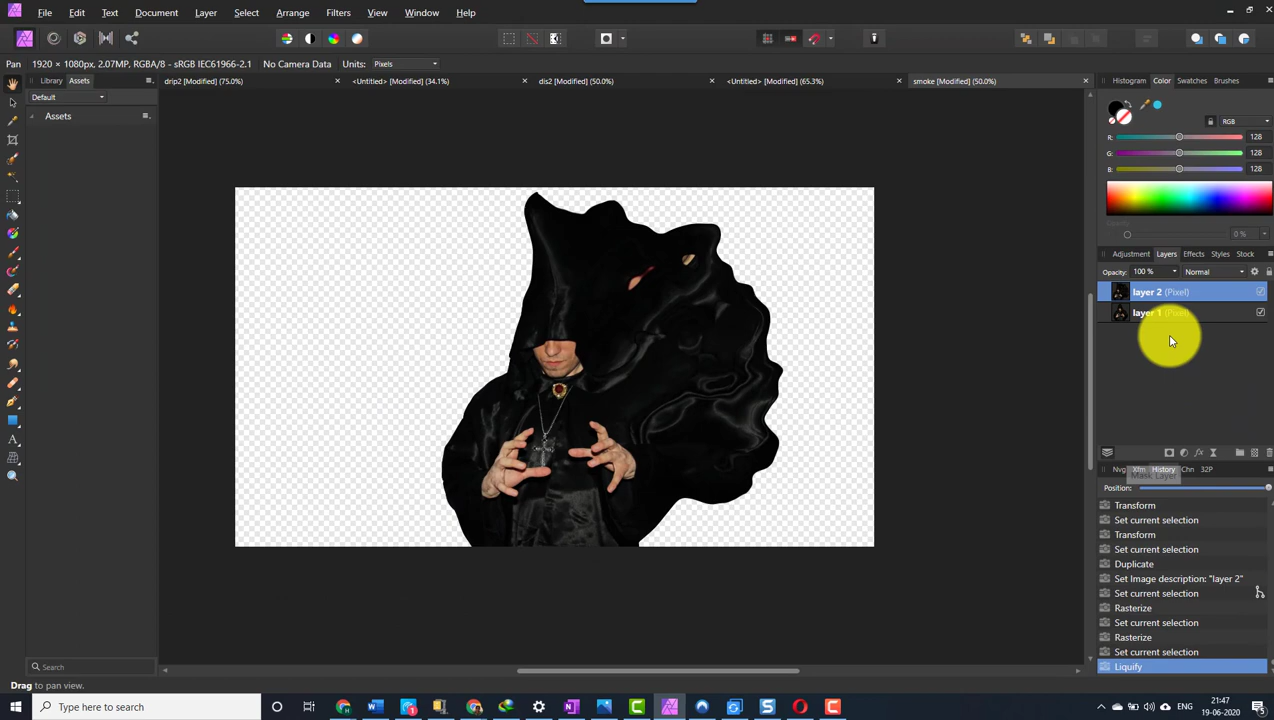 File Edit Text Document Layer Select Arrange Filters View Window Help
Pan 1920 × 1080px, 2.07MP, RGBA/8 - sRGB IEC61966-2.1 No Camera Data Units: Pixels
Library Assets
drip2 [Modified] (75.0%) <Untitled> [Modified] (34.1%) dis2 [Modified] (50.0%) <Untitled> [Modified] (65.3%) smoke [Modified] (50.0%)
Histogram Color Swatches Brushes
Default
Assets
RGB
R: 128
G: 128
B: 128
Opacity: 0 %
Adjustment Layers Effects Styles Stock
Opacity: 100 % Normal
layer 2 (Pixel)
layer 1 (Pixel)
Nvg Xfm History Chn 32P
Mask Layer
Position:
Transform
Set current selection
Transform
Set current selection
Duplicate
Set Image description: "layer 2"
Set current selection
Rasterize
Set current selection
Rasterize
Set current selection
Liquify
Search
Drag to pan view.
Type here to search
ENG
21:47
19-06-2020